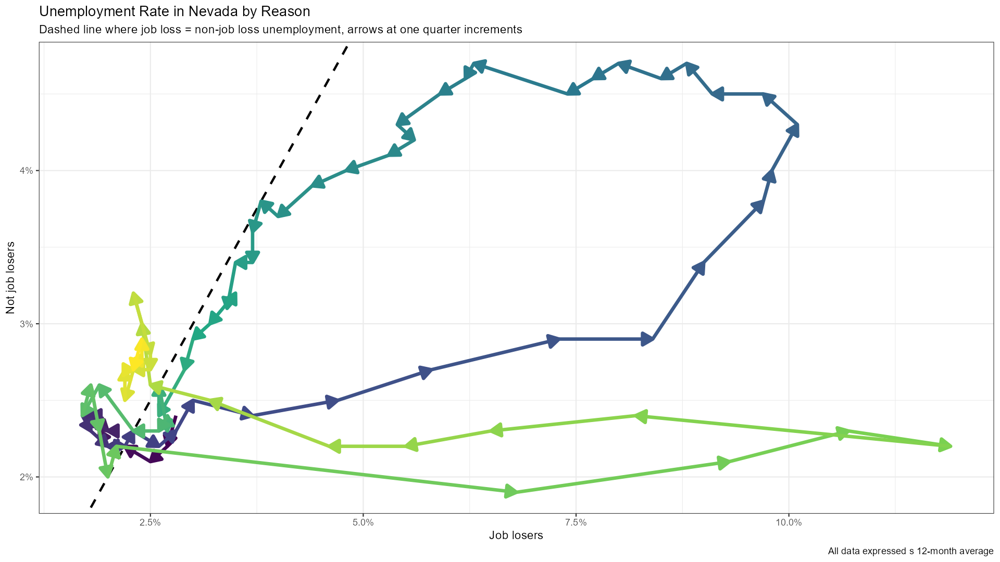 Unemployment Rate in Nevada by Reason
Dashed line where job loss = non-job loss unemployment, arrows at one quarter increments
Not job losers
4%
3%
2%
2.5%
5.0%
7.5%
10.0%
Job losers
All data expressed s 12-month average